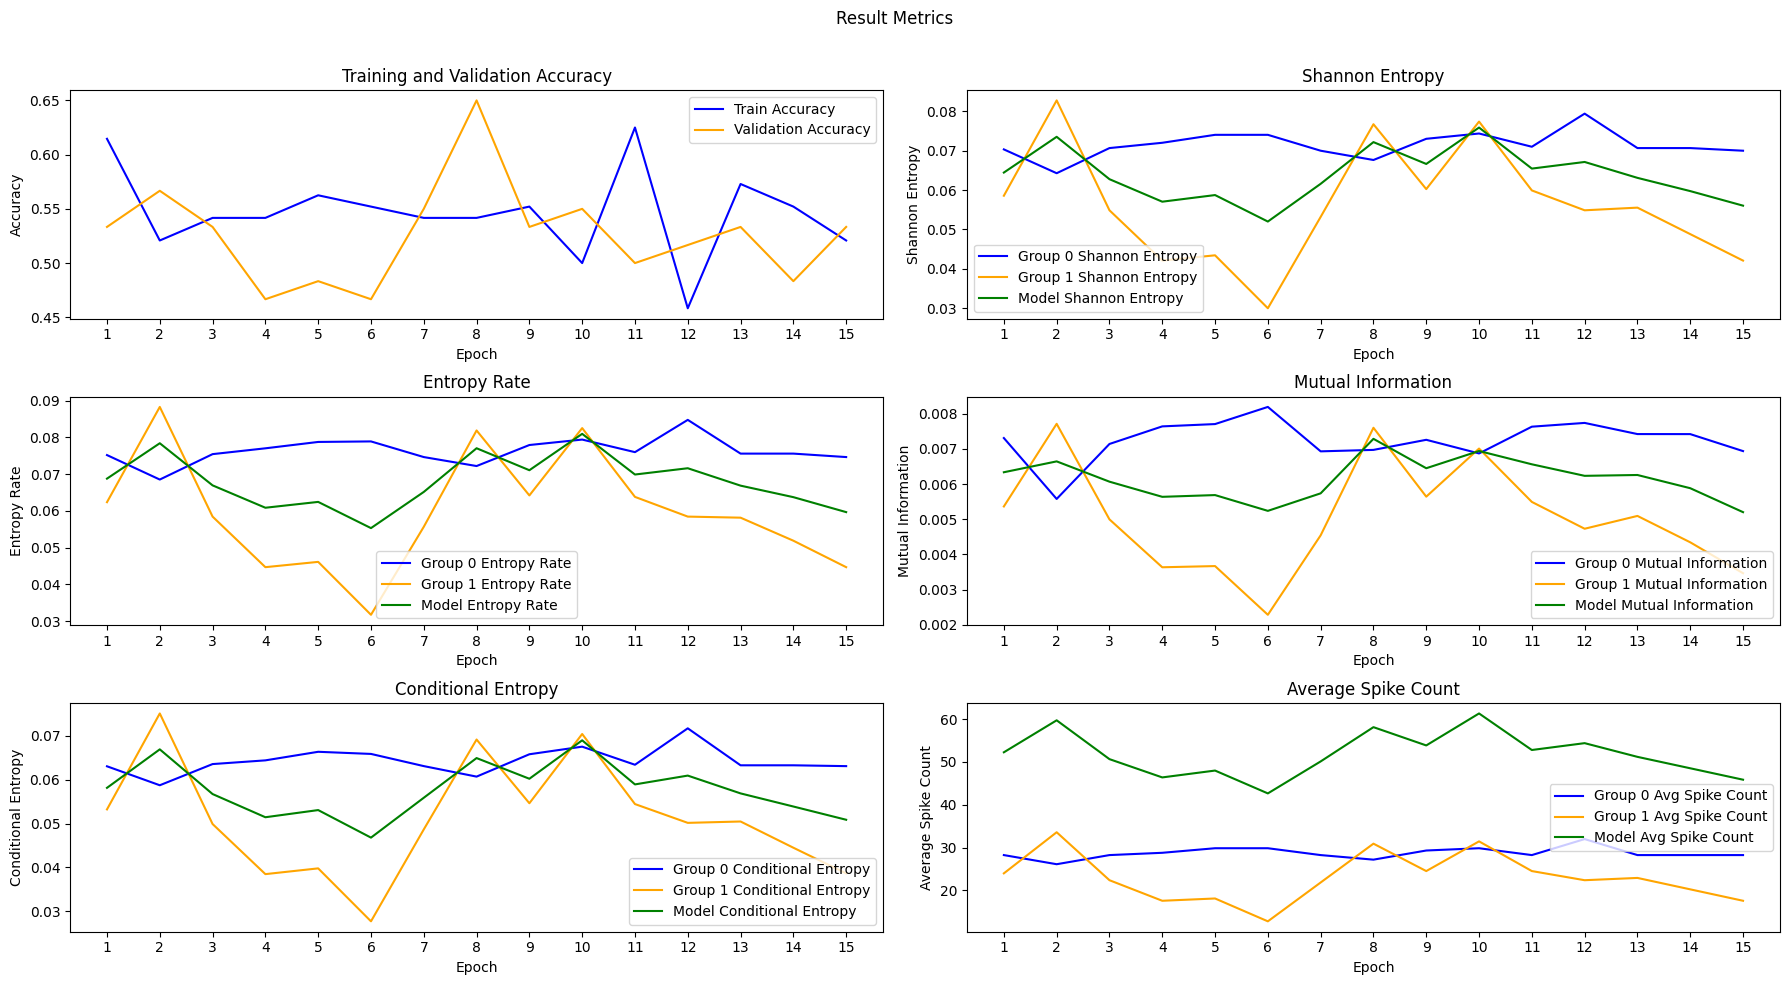 Result Metrics
Training and Validation Accuracy
Accuracy
0.65
0.60
0.55
0.50
0.45
Train Accuracy
Validation Accuracy
1 2 3 4 5 6 7 8 9 10 11 12 13 14 15
Epoch
Shannon Entropy
Shannon Entropy
0.08
0.07
0.06
0.05
0.04
0.03
Group 0 Shannon Entropy
Group 1 Shannon Entropy
Model Shannon Entropy
1 2 3 4 5 6 7 8 9 10 11 12 13 14 15
Epoch
Entropy Rate
Entropy Rate
0.09
0.08
0.07
0.06
0.05
0.04
0.03
Group 0 Entropy Rate
Group 1 Entropy Rate
Model Entropy Rate
1 2 3 4 5 6 7 8 9 10 11 12 13 14 15
Epoch
Mutual Information
Mutual Information
0.008
0.007
0.006
0.005
0.004
0.003
0.002
Group 0 Mutual Information
Group 1 Mutual Information
Model Mutual Information
1 2 3 4 5 6 7 8 9 10 11 12 13 14 15
Epoch
Conditional Entropy
Conditional Entropy
0.07
0.06
0.05
0.04
0.03
Group 0 Conditional Entropy
Group 1 Conditional Entropy
Model Conditional Entropy
1 2 3 4 5 6 7 8 9 10 11 12 13 14 15
Epoch
Average Spike Count
Average Spike Count
60
50
40
30
20
Group 0 Avg Spike Count
Group 1 Avg Spike Count
Model Avg Spike Count
1 2 3 4 5 6 7 8 9 10 11 12 13 14 15
Epoch